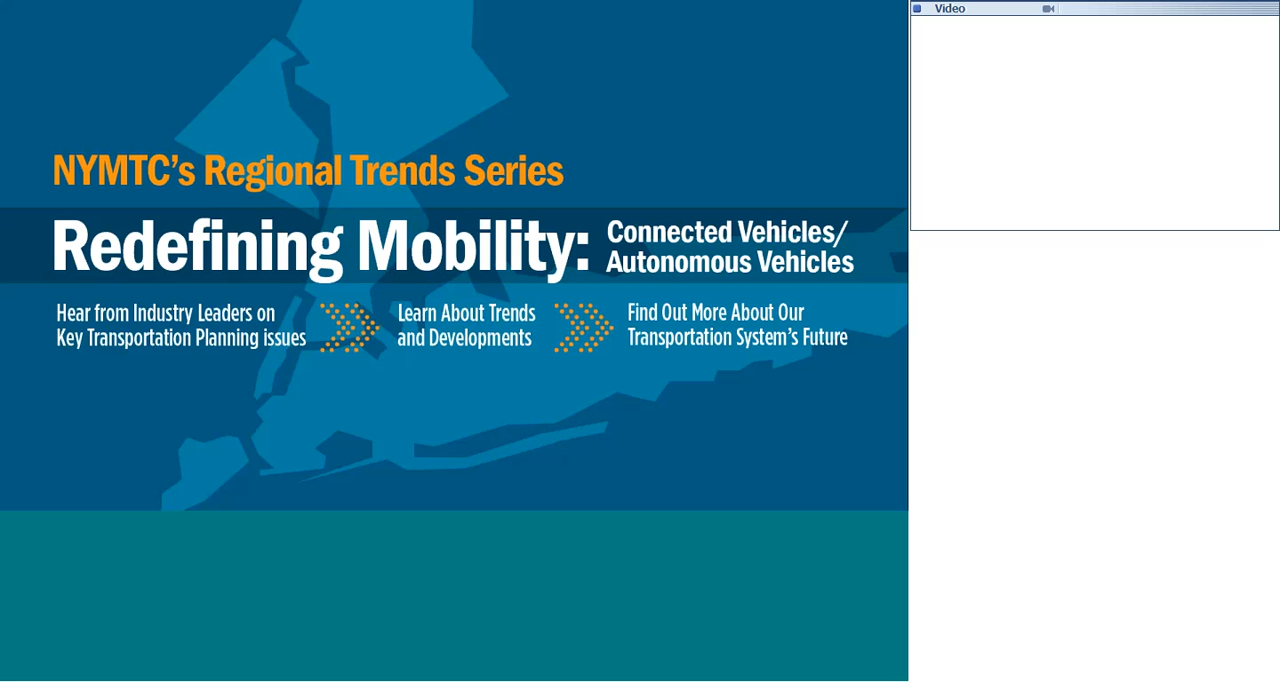 Video
NYMTC's Regional Trends Series
Redefining Mobility:
Connected Vehicles/
Autonomous Vehicles
Hear from Industry Leaders on
Key Transportation Planning issues
Learn About Trends
and Developments
Find Out More About Our
Transportation System's Future